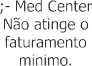 ;- Med Center
Não atinge o
faturamento
minimo.